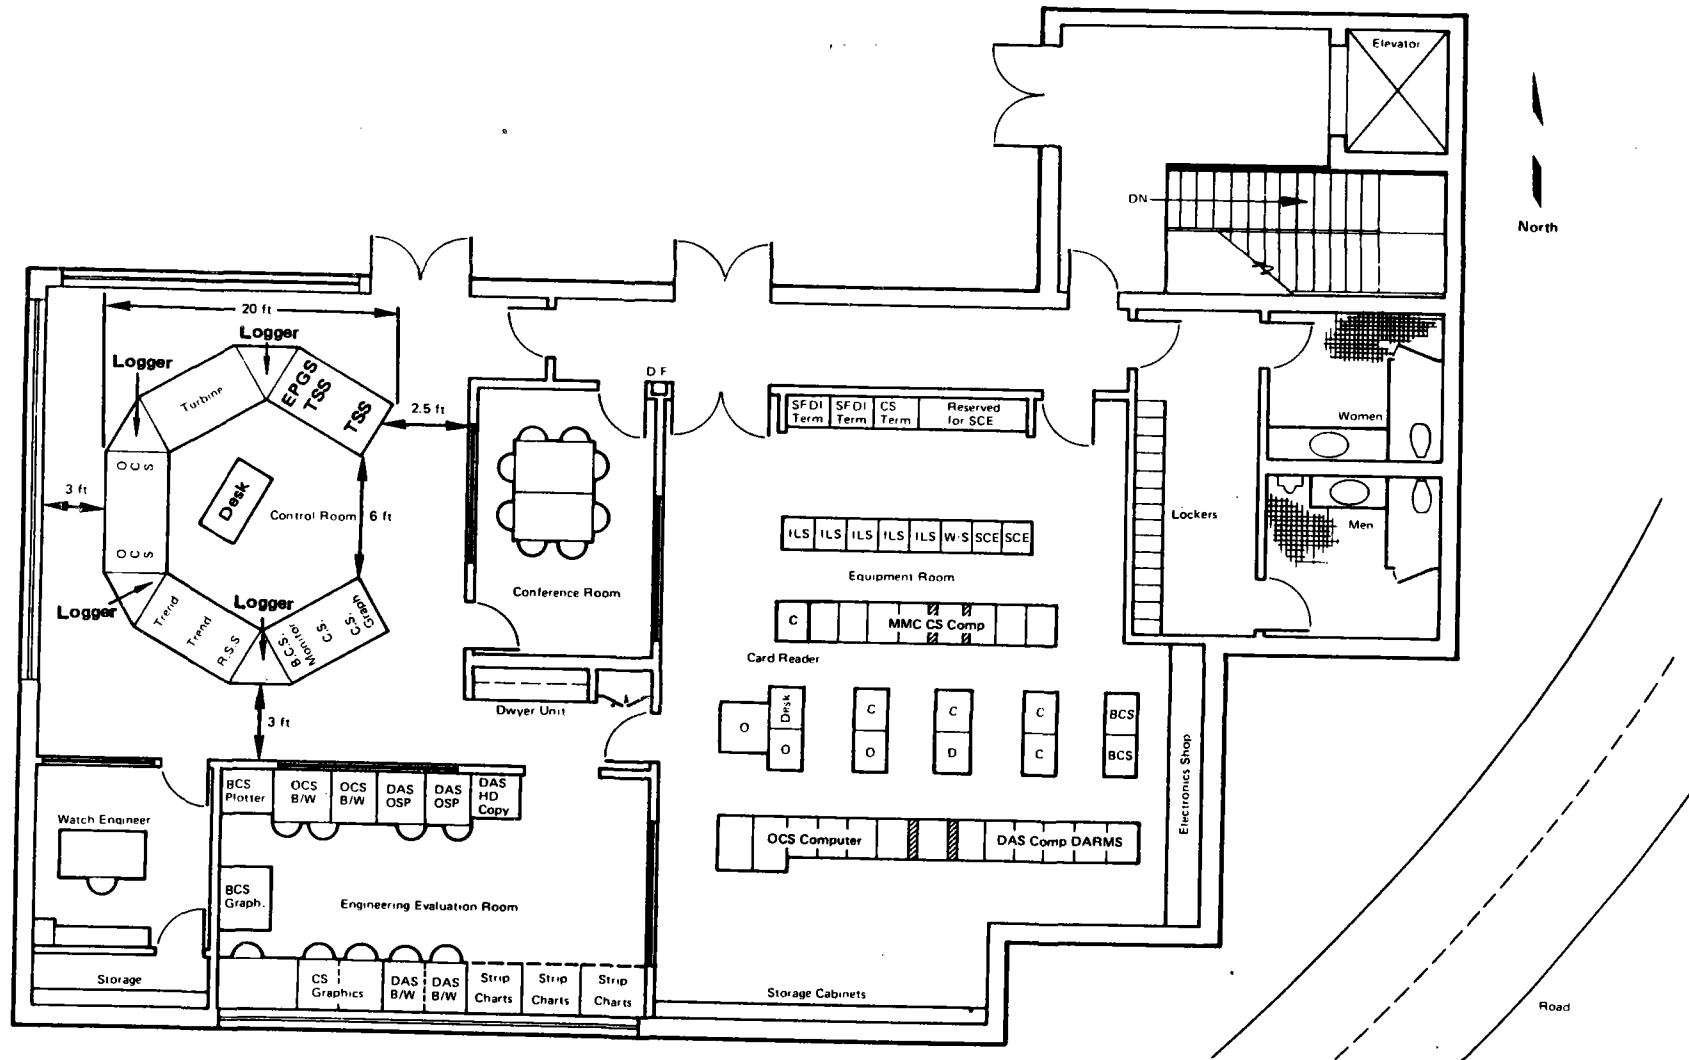 Elevator
DN
North
20 ft
Logger
Logger
Turbine
EPGS
TSS
TSS
2.5 ft
D F
SFDI
Term
SFDI
Term
CS
Term
Reserved
for SCE
Women
O
C
S
3 ft
Desk
Control Room
6 ft
Lockers
Men
ILS
ILS
ILS
ILS
ILS
W·S
SCE
SCE
Equipment Room
Conference Room
O
C
S
Logger
Logger
Trend
Trend
R.S.S
B.C.S.
Monitor
C.S.
C.S.
Graph
C
MMC CS Comp
Card Reader
Dwyer Unit
3 ft
O
Desk
O
C
O
C
D
C
C
BCS
BCS
Electronics Shop
BCS
Plotter
OCS
B/W
OCS
B/W
DAS
OSP
DAS
OSP
DAS
HD
Copy
Watch Engineer
OCS Computer
DAS Comp DARMS
BCS
Graph.
Engineering Evaluation Room
Storage
CS
Graphics
DAS
B/W
DAS
B/W
Strip
Charts
Strip
Charts
Strip
Charts
Storage Cabinets
Road